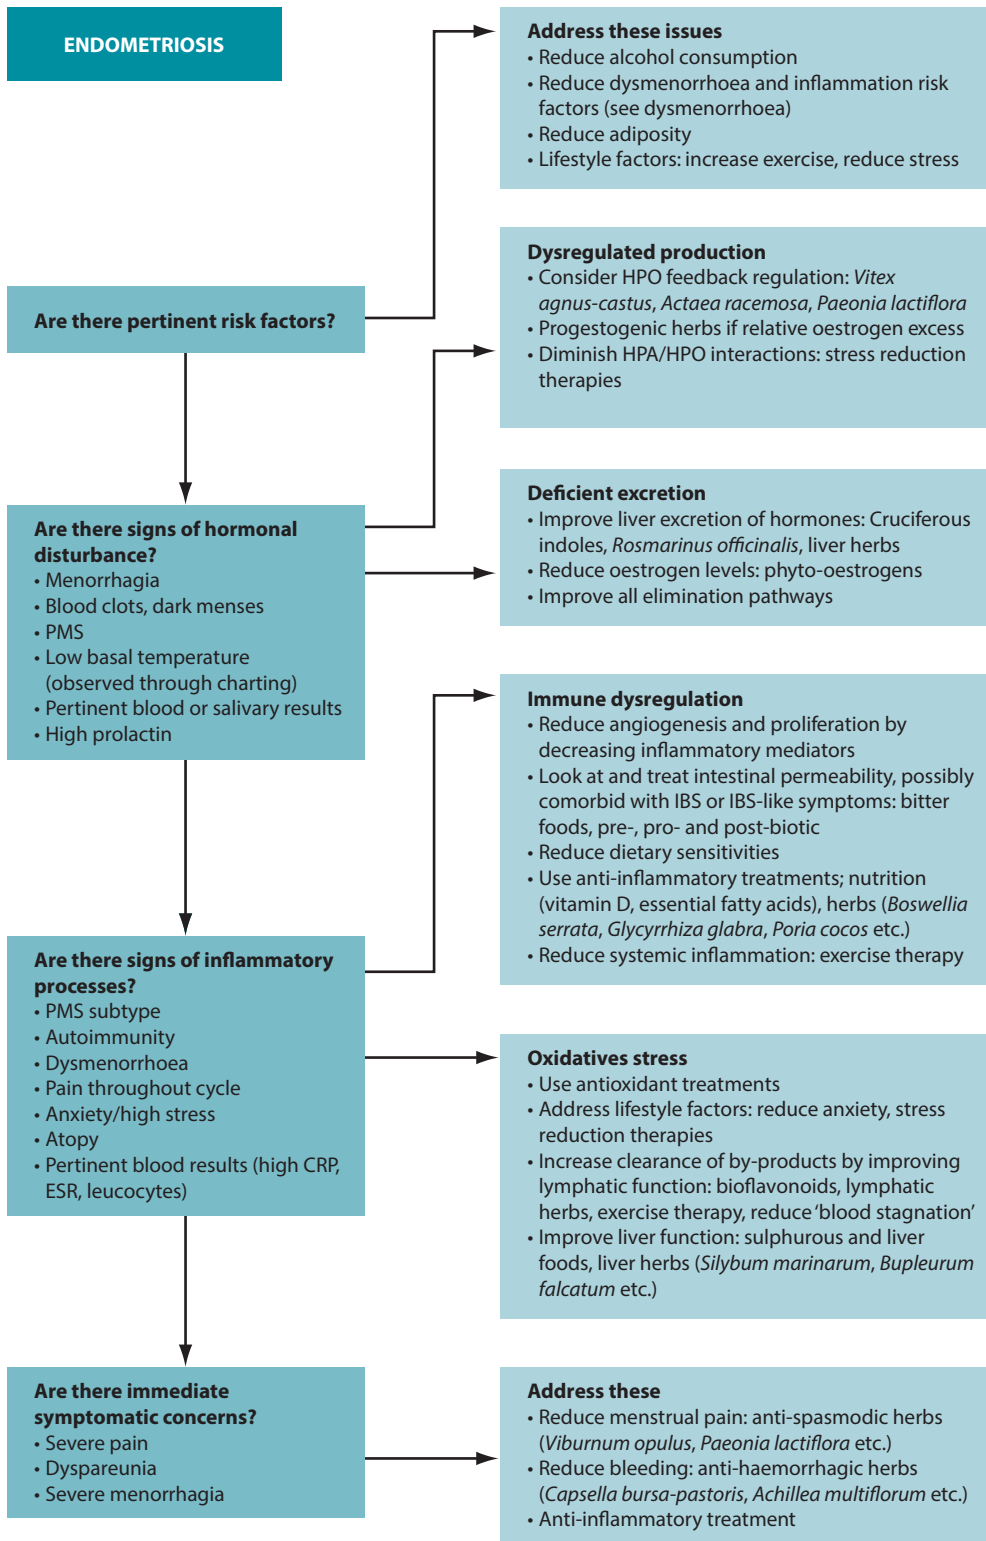 ENDOMETRIOSIS
Address these issues
• Reduce alcohol consumption
• Reduce dysmenorrhoea and inflammation risk
factors (see dysmenorrhoea)
• Reduce adiposity
• Lifestyle factors: increase exercise, reduce stress
Are there pertinent risk factors?
Dysregulated production
• Consider HPO feedback regulation: Vitex
agnus-castus, Actaea racemosa, Paeonia lactiflora
• Progestogenic herbs if relative oestrogen excess
• Diminish HPA/HPO interactions: stress reduction
therapies
Are there signs of hormonal
disturbance?
• Menorrhagia
• Blood clots, dark menses
• PMS
• Low basal temperature
(observed through charting)
• Pertinent blood or salivary results
• High prolactin
Deficient excretion
• Improve liver excretion of hormones: Cruciferous
indoles, Rosmarinus officinalis, liver herbs
• Reduce oestrogen levels: phyto-oestrogens
• Improve all elimination pathways
Immune dysregulation
• Reduce angiogenesis and proliferation by
decreasing inflammatory mediators
• Look at and treat intestinal permeability, possibly
comorbid with IBS or IBS-like symptoms: bitter
foods, pre-, pro- and post-biotic
• Reduce dietary sensitivities
• Use anti-inflammatory treatments; nutrition
(vitamin D, essential fatty acids), herbs (Boswellia
serrata, Glycyrrhiza glabra, Poria cocos etc.)
• Reduce systemic inflammation: exercise therapy
Are there signs of inflammatory
processes?
• PMS subtype
• Autoimmunity
• Dysmenorrhoea
• Pain throughout cycle
• Anxiety/high stress
• Atopy
• Pertinent blood results (high CRP,
ESR, leucocytes)
Oxidatives stress
• Use antioxidant treatments
• Address lifestyle factors: reduce anxiety, stress
reduction therapies
• Increase clearance of by-products by improving
lymphatic function: bioflavonoids, lymphatic
herbs, exercise therapy, reduce ‘blood stagnation’
• Improve liver function: sulphurous and liver
foods, liver herbs (Silybum marinarum, Bupleurum
falcatum etc.)
Are there immediate
symptomatic concerns?
• Severe pain
• Dyspareunia
• Severe menorrhagia
Address these
• Reduce menstrual pain: anti-spasmodic herbs
(Viburnum opulus, Paeonia lactiflora etc.)
• Reduce bleeding: anti-haemorrhagic herbs
(Capsella bursa-pastoris, Achillea multiflorum etc.)
• Anti-inflammatory treatment